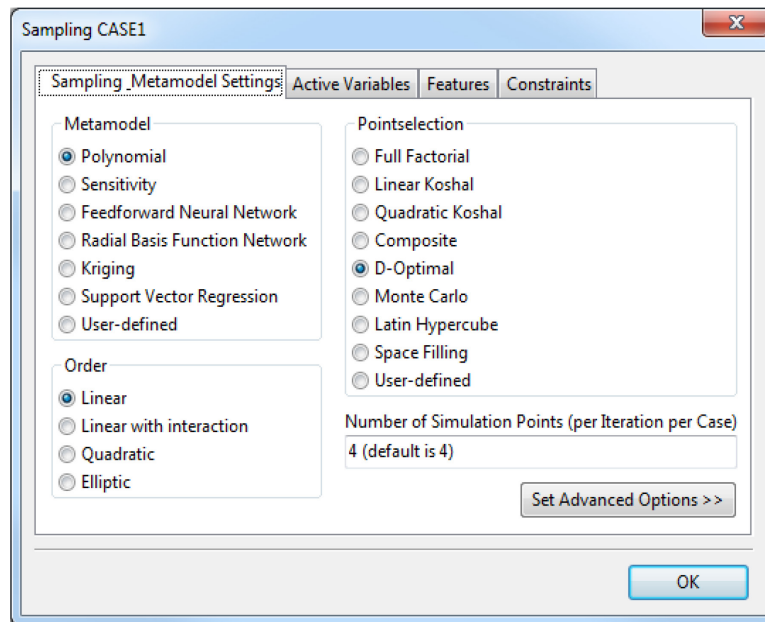 Sampling CASE1
Sampling_Metamodel Settings Active Variables Features Constraints
Metamodel
Polynomial
Sensitivity
Feedforward Neural Network
Radial Basis Function Network
Kriging
Support Vector Regression
User-defined
Order
Linear
Linear with interaction
Quadratic
Elliptic
Pointselection
Full Factorial
Linear Koshal
Quadratic Koshal
Composite
D-Optimal
Monte Carlo
Latin Hypercube
Space Filling
User-defined
Number of Simulation Points (per Iteration per Case)
4 (default is 4)
Set Advanced Options >>
OK